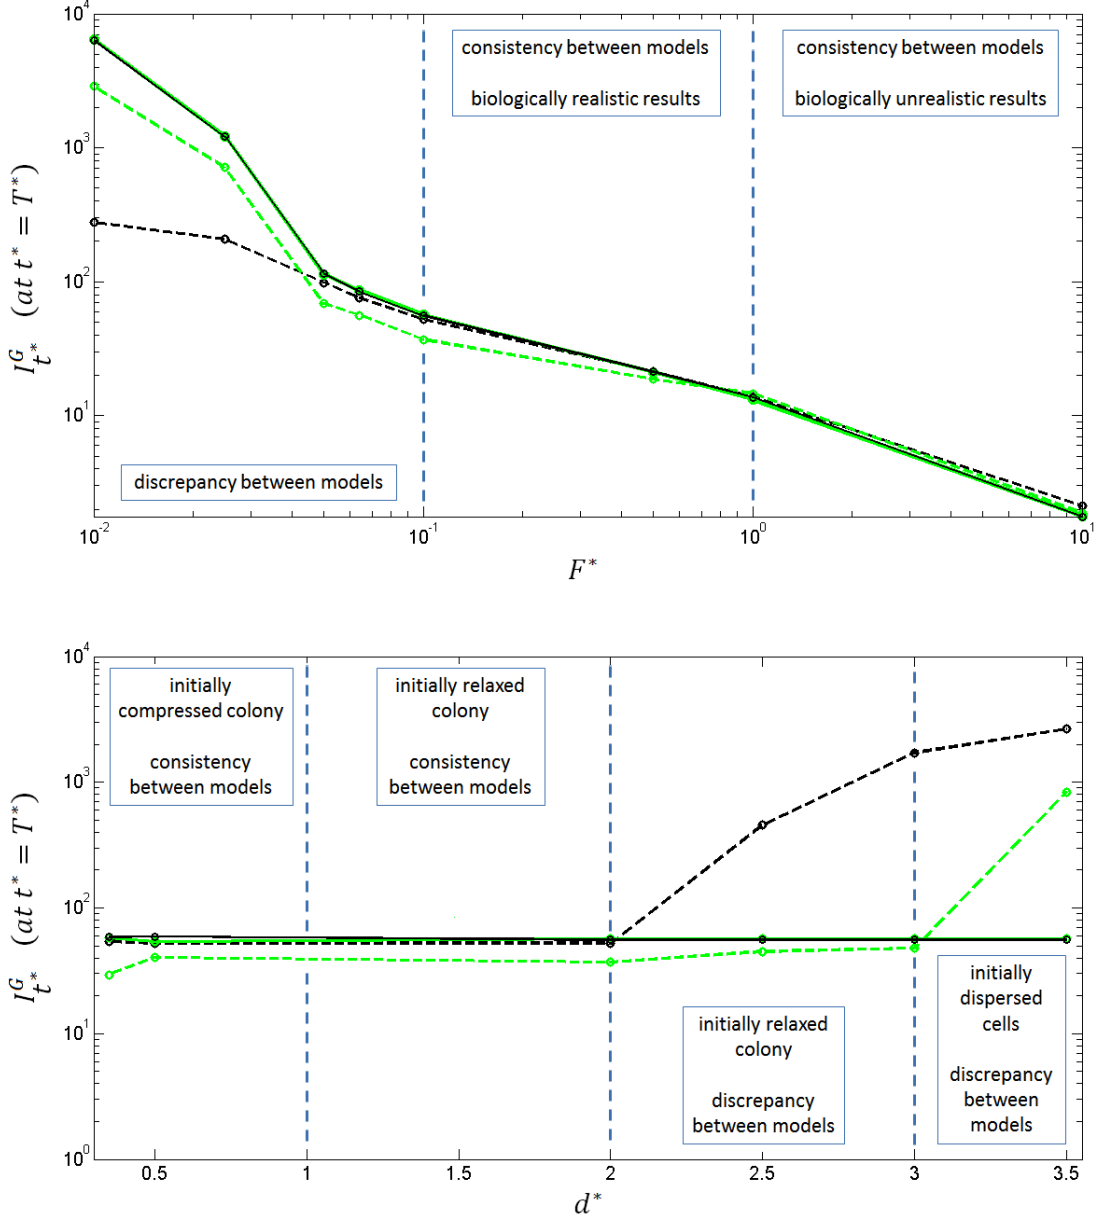 10^4
10^3
10^2
10^1
I^G_{t^*} (at t^* = T^*)
consistency between models
biologically realistic results
consistency between models
biologically unrealistic results
discrepancy between models
10^-2
10^-1
10^0
10^1
F^*
10^4
10^3
10^2
10^1
10^0
I^G_{t^*} (at t^* = T^*)
initially
compressed colony
consistency
between models
initially relaxed
colony
consistency
between models
initially relaxed
colony
discrepancy
between models
initially
dispersed
cells
discrepancy
between
models
0.5
1
1.5
2
2.5
3
3.5
d^*